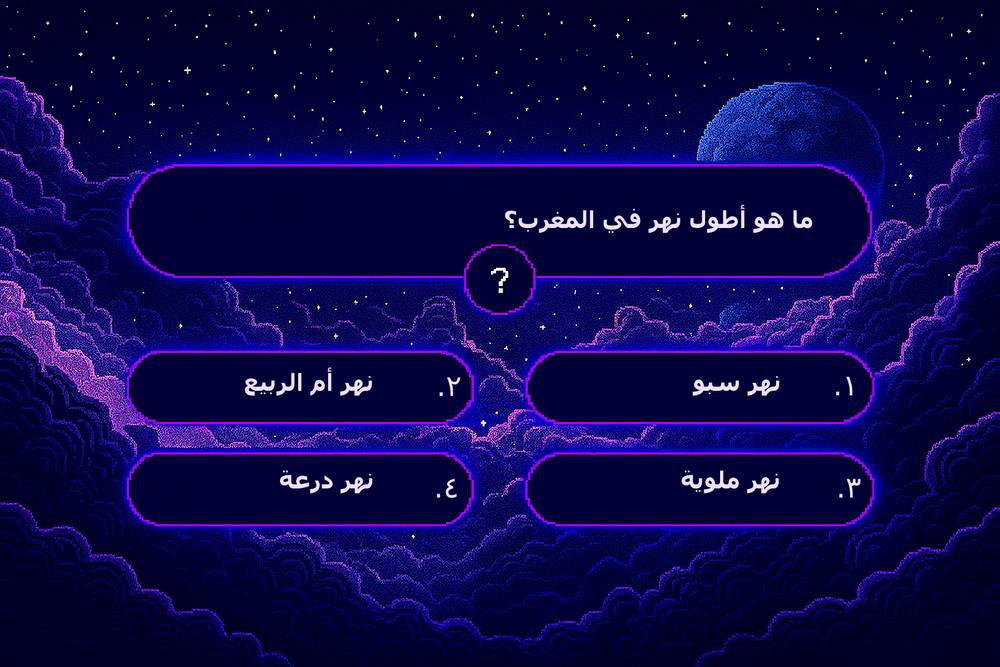 ما هو أطول نهر في المغرب؟
?
١. نهر سبو
٢. نهر أم الربيع
٣. نهر ملوية
٤. نهر درعة